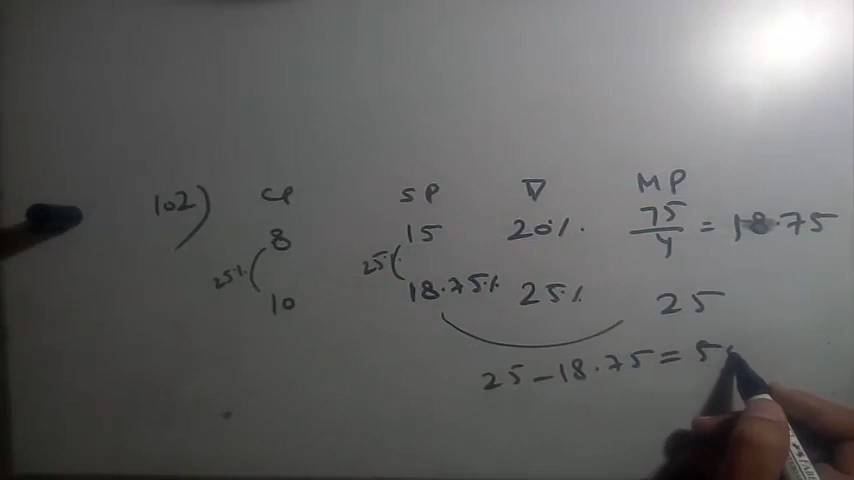 102) CP SP ∇ MP
8 15 20%. 75/4 = 18.75
25% 25%
10 18.75% 25% 25
25-18.75=5